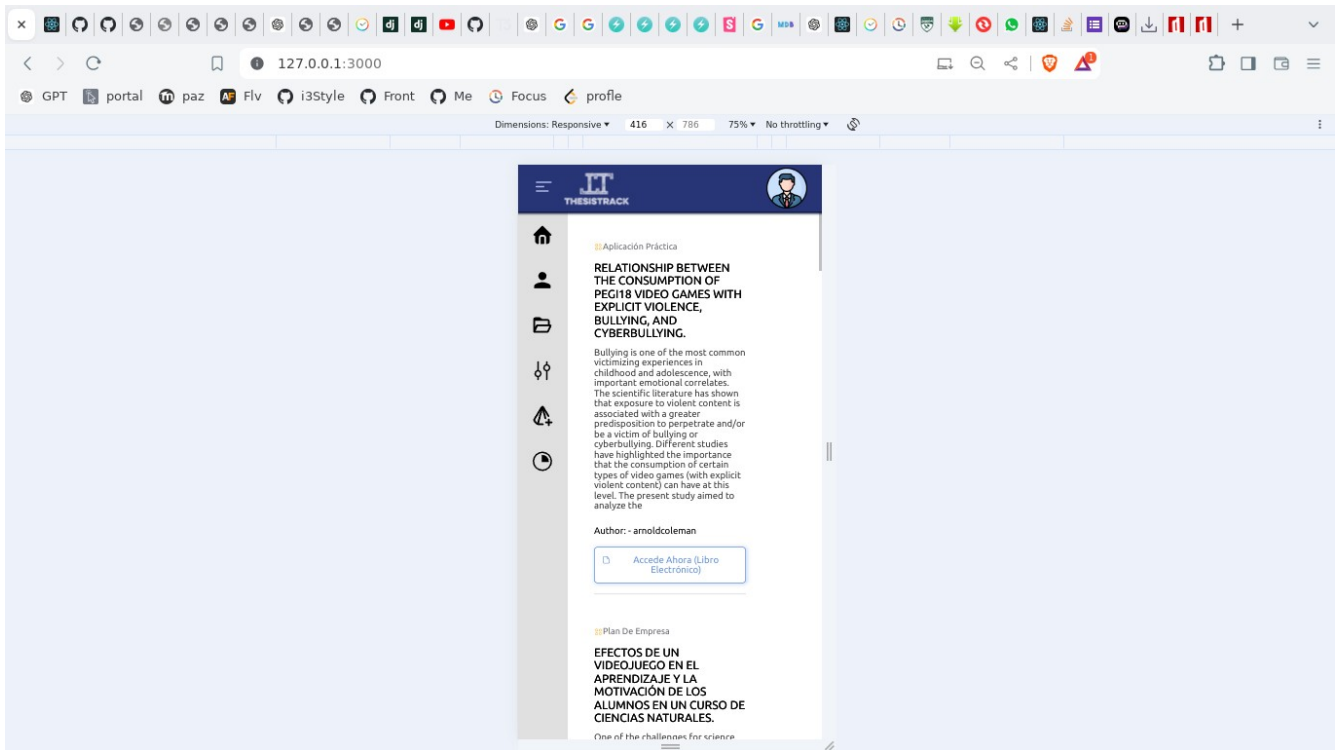 127.0.0.1:3000
GPT portal paz Flv i3Style Front Me Focus profle
Dimensions: Responsive 416 × 786 75% No throttling
THESISTRACK
Aplicación Práctica
RELATIONSHIP BETWEEN
THE CONSUMPTION OF
PEGI18 VIDEO GAMES WITH
EXPLICIT VIOLENCE,
BULLYING, AND
CYBERBULLYING.
Bullying is one of the most common
victimizing experiences in
childhood and adolescence, with
important emotional correlates.
The scientific literature has shown
that exposure to violent content is
associated with a greater
predisposition to perpetrate and/or
be a victim of bullying or
cyberbullying. Different studies
have highlighted the importance
that the consumption of certain
types of video games (with explicit
violent content) can have at this
level. The present study aimed to
analyze the
Author: - arnoldcoleman
Accede Ahora (Libro
Electrónico)
Plan De Empresa
EFECTOS DE UN
VIDEOJUEGO EN EL
APRENDIZAJE Y LA
MOTIVACIÓN DE LOS
ALUMNOS EN UN CURSO DE
CIENCIAS NATURALES.
One of the challenges for science